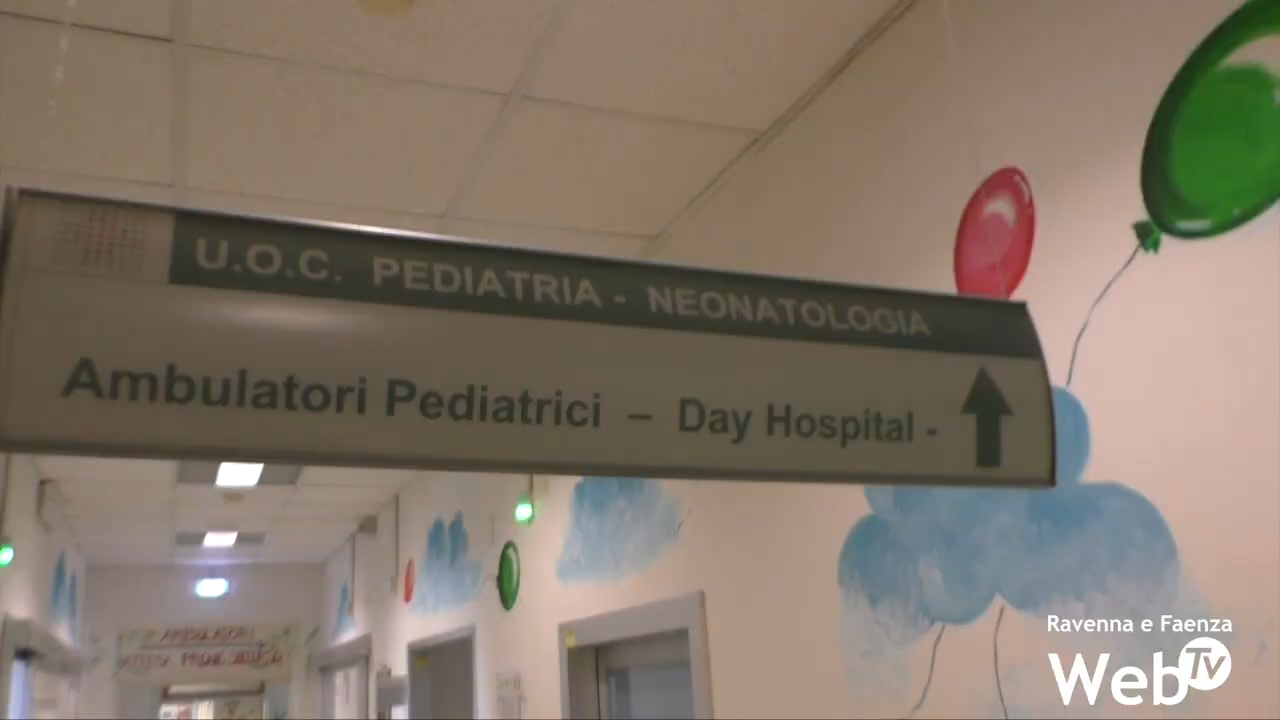 U.O.C. PEDIATRIA - NEONATOLOGIA
Ambulatori Pediatrici – Day Hospital -
AMBULATORI
Ravenna e Faenza
WebTV